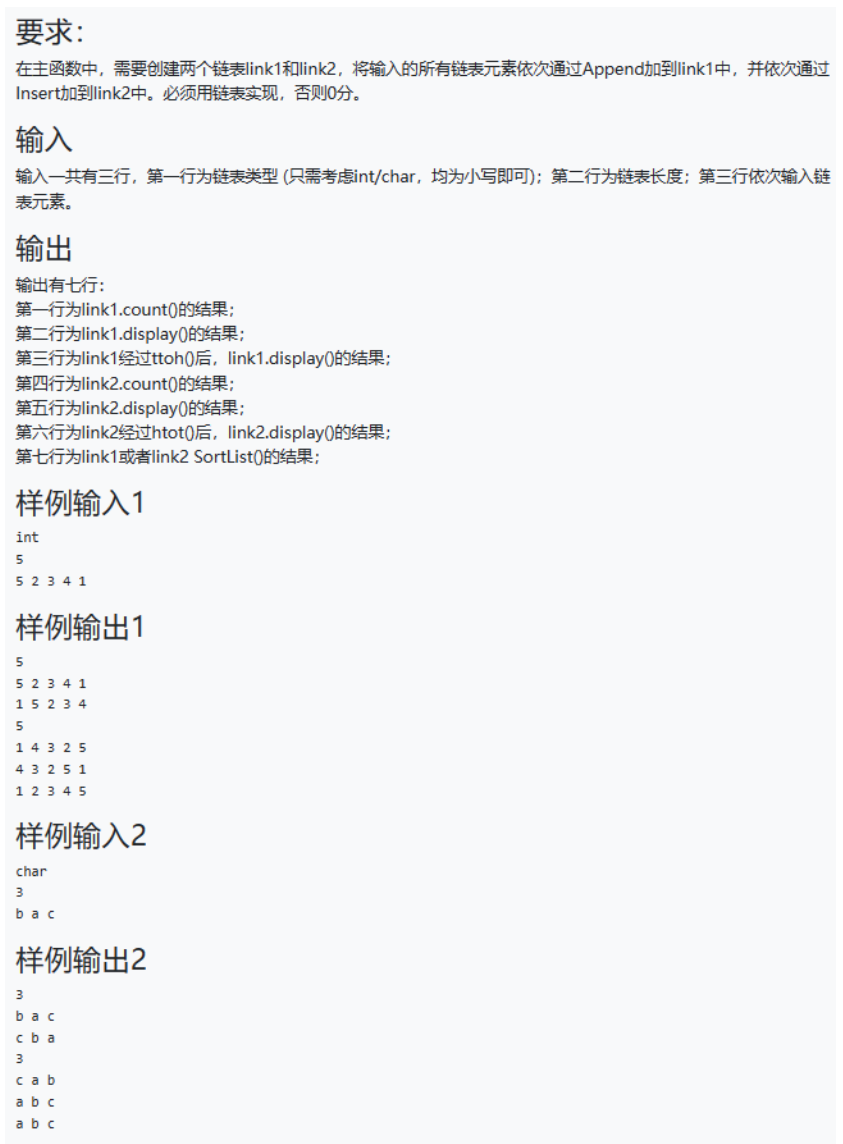 要求：
在主函数中，需要创建两个链表link1和link2，将输入的所有链表元素依次通过Append加到link1中，并依次通过
Insert加到link2中。必须用链表实现，否则0分。
输入
输入一共有三行，第一行为链表类型 (只需考虑int/char，均为小写即可)；第二行为链表长度；第三行依次输入链
表元素。
输出
输出有七行：
第一行为link1.count()的结果；
第二行为link1.display()的结果；
第三行为link1经过ttoh()后，link1.display()的结果；
第四行为link2.count()的结果；
第五行为link2.display()的结果；
第六行为link2经过htot()后，link2.display()的结果；
第七行为link1或者link2 SortList()的结果；
样例输入1
int
5
5 2 3 4 1
样例输出1
5
5 2 3 4 1
1 5 2 3 4
5
1 4 3 2 5
4 3 2 5 1
1 2 3 4 5
样例输入2
char
3
b a c
样例输出2
3
b a c
c b a
3
c a b
a b c
a b c